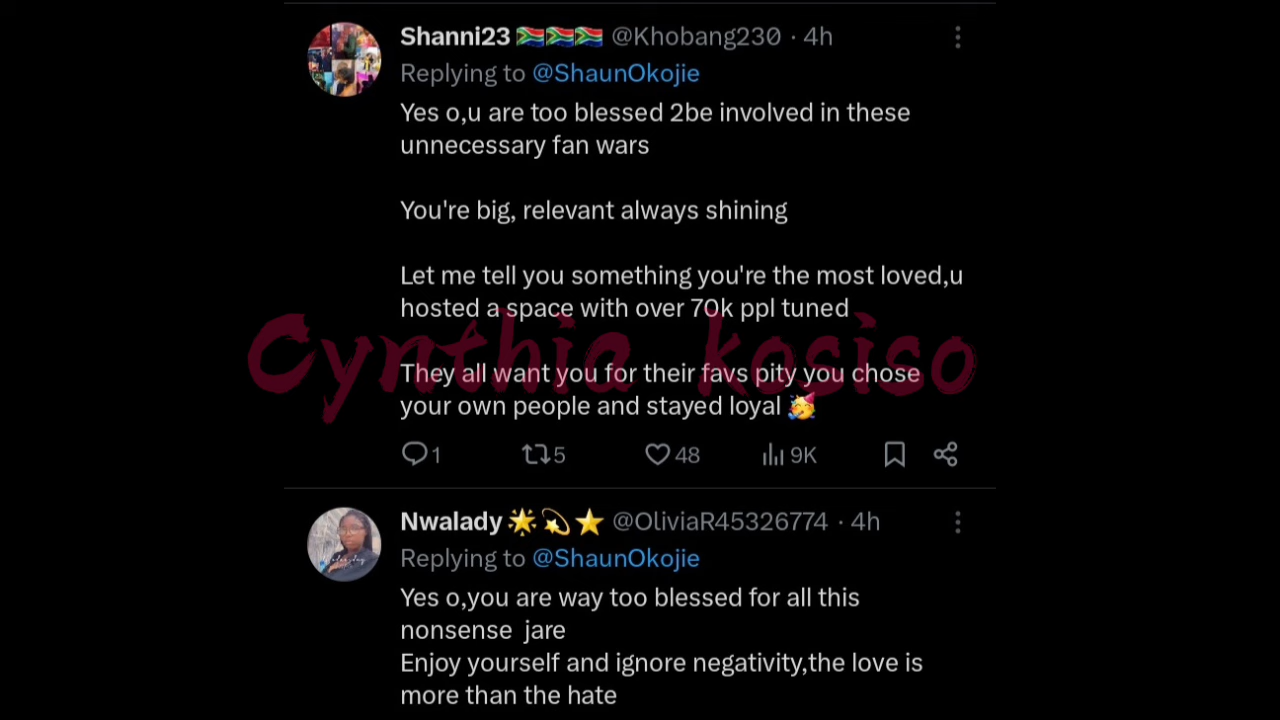 Shanni23 🇿🇦🇿🇦🇿🇦 @Khobang230 · 4h
Replying to @ShaunOkojie
Yes o,u are too blessed 2be involved in these
unnecessary fan wars
You're big, relevant always shining
Let me tell you something you're the most loved,u
hosted a space with over 70k ppl tuned
Cynthia kosiso
They all want you for their favs pity you chose
your own people and stayed loyal 🥳
1 5 48 9K
Nwalady 🌟💫⭐ @OliviaR45326774 · 4h
Replying to @ShaunOkojie
Yes o,you are way too blessed for all this
nonsense  jare
Enjoy yourself and ignore negativity,the love is
more than the hate